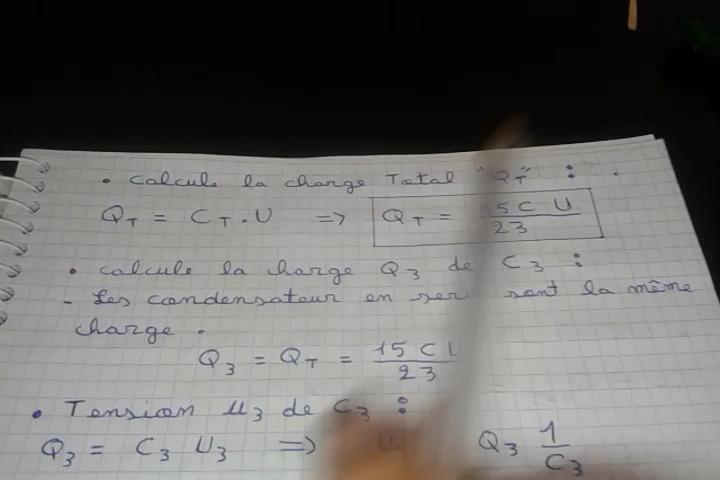 • calcule la charge Total "QT" :
QT = CT . U => QT = 15 C U / 23
• calcule la charge Q3 de C3 :
- Les condensateur en sont la même
charge .
Q3 = QT = 15 C U / 23
• Tension u3 de C3 :
Q3 = C3 U3 => Q3 1 / C3